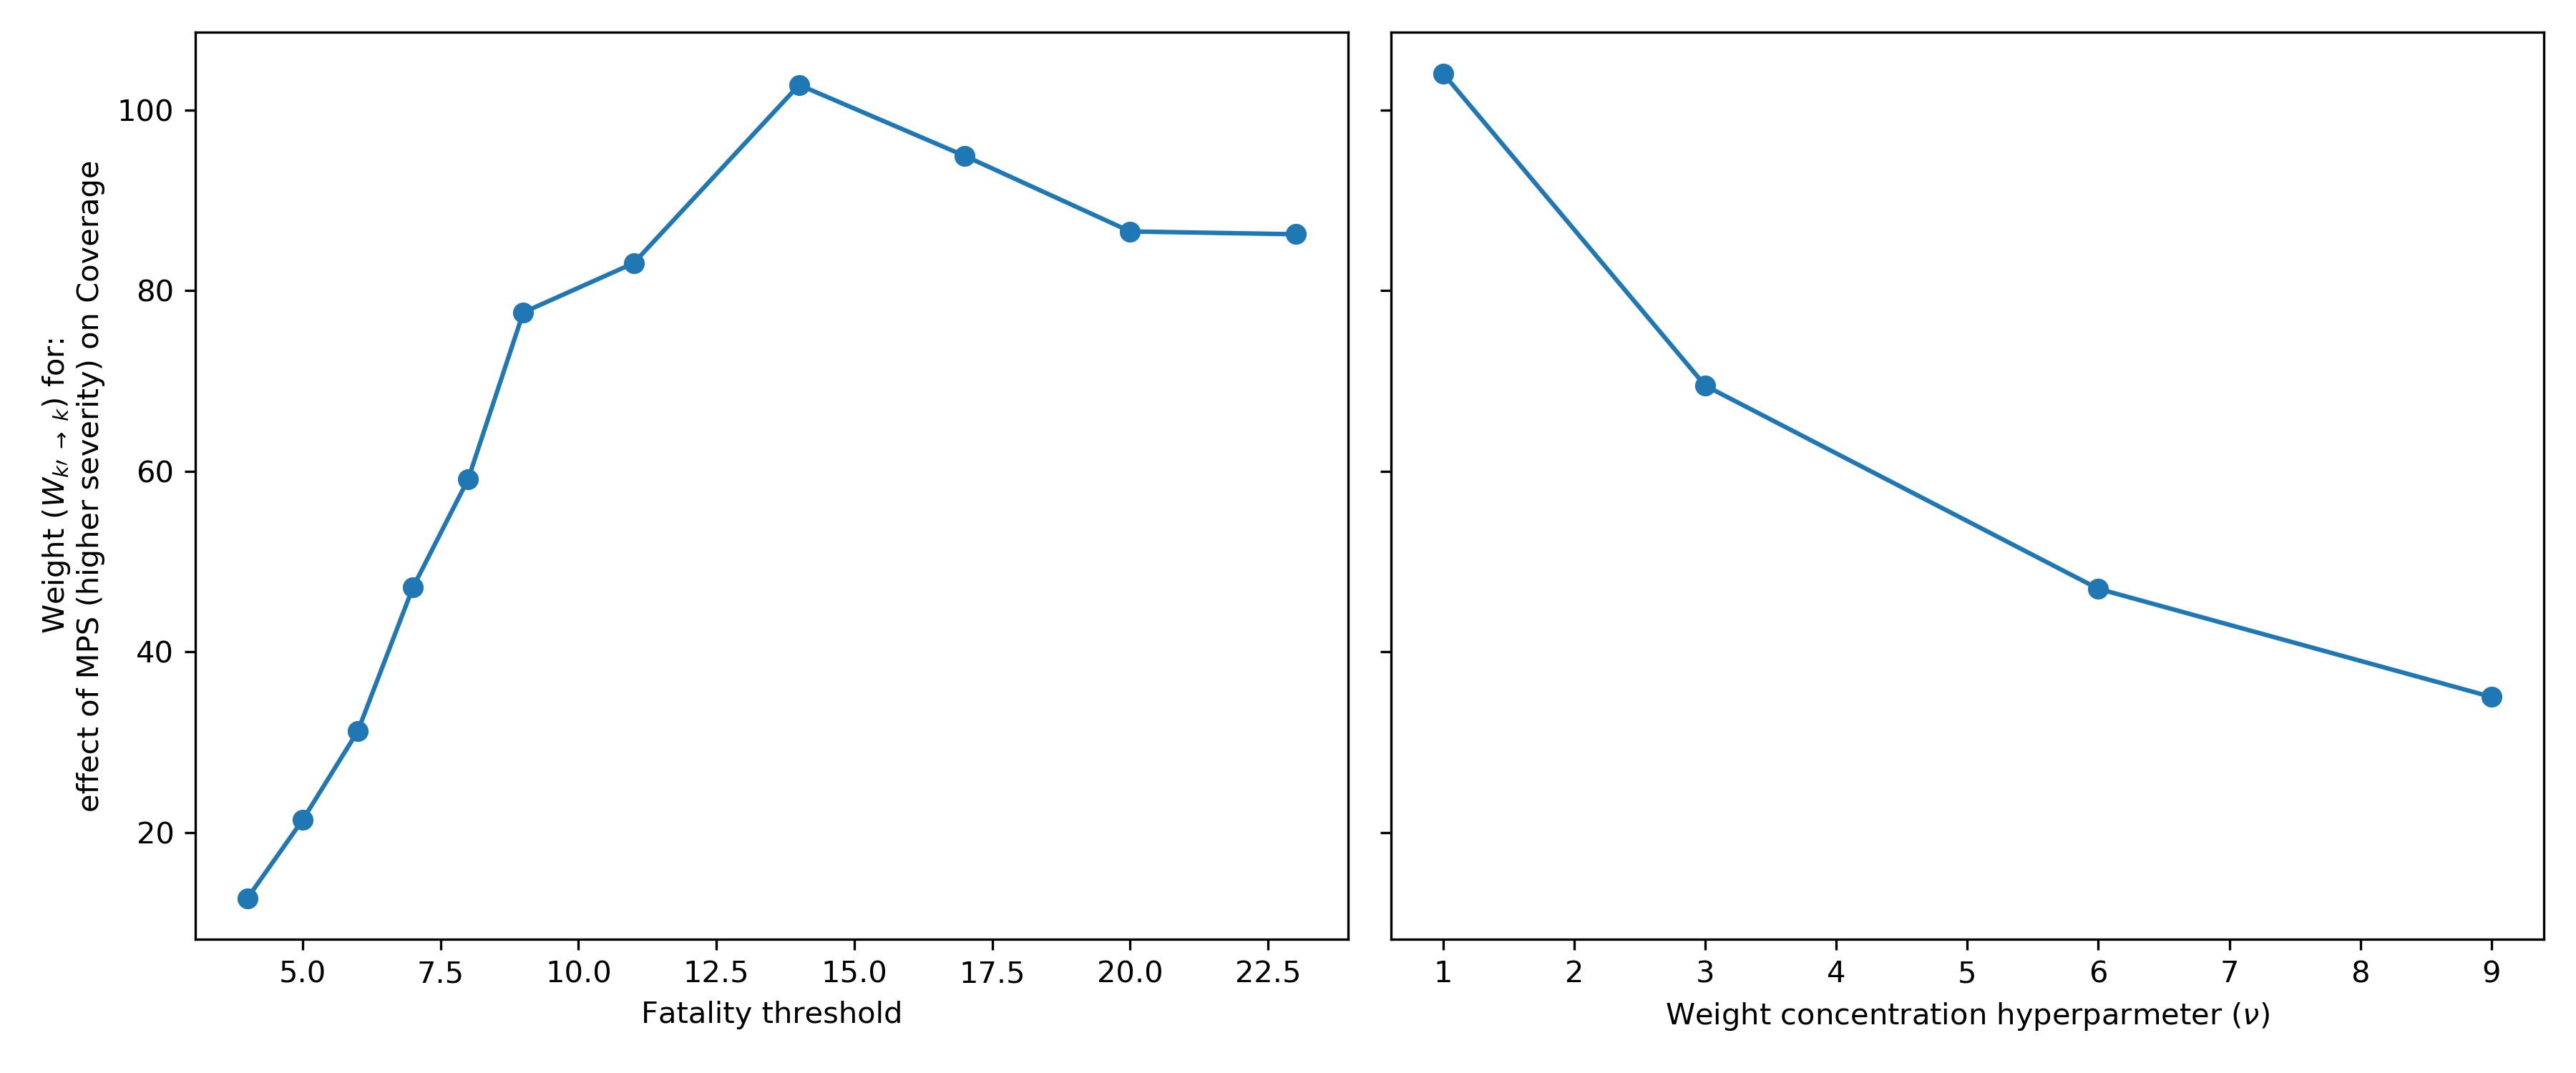 Weight (W_{k′ → k}) for:
effect of MPS (higher severity) on Coverage
100
80
60
40
20
5.0 7.5 10.0 12.5 15.0 17.5 20.0 22.5
Fatality threshold
1 2 3 4 5 6 7 8 9
Weight concentration hyperparmeter (ν)